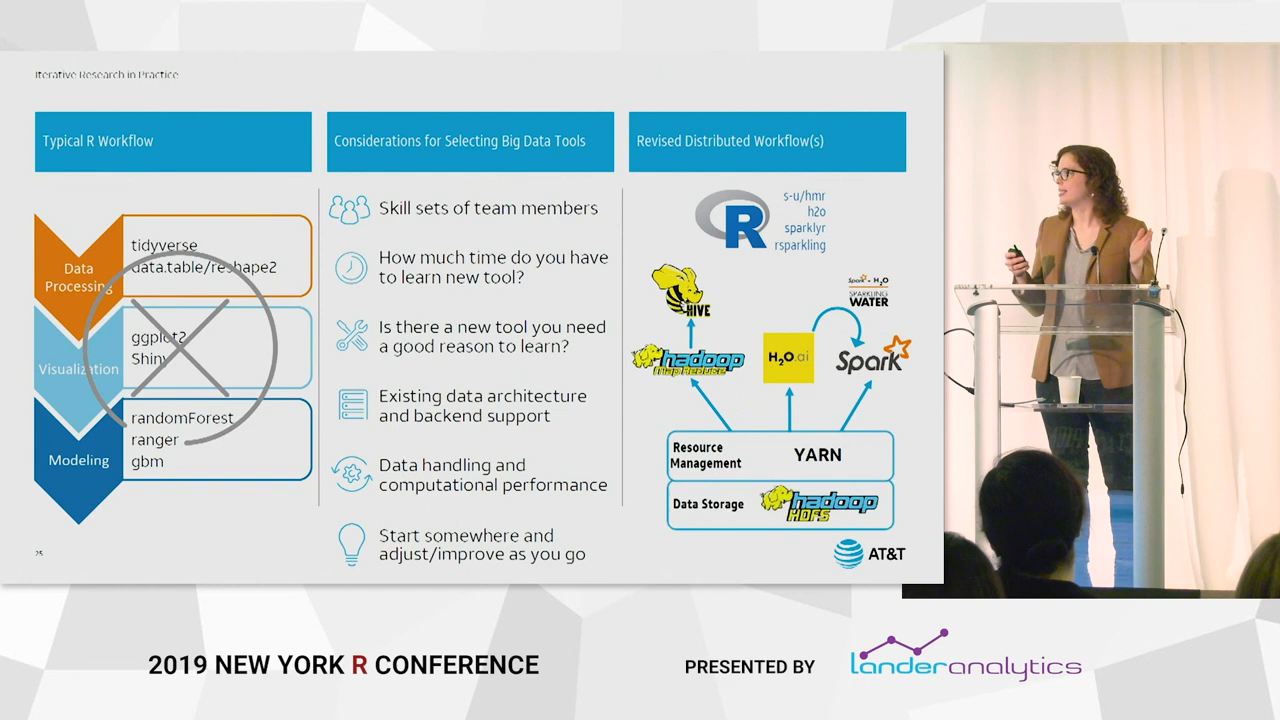 Iterative Research in Practice
Typical R Workflow
Data
Processing
tidyverse
data.table/reshape2
Visualization
ggplot2
Shiny
Modeling
randomForest
ranger
gbm
Considerations for Selecting Big Data Tools
Skill sets of team members
How much time do you have
to learn new tool?
Is there a new tool you need
a good reason to learn?
Existing data architecture
and backend support
Data handling and
computational performance
Start somewhere and
adjust/improve as you go
Revised Distributed Workflow(s)
R
s-u/hmr
h2o
sparklyr
rsparkling
HIVE
Spark + H2O
SPARKLING
WATER
hadoop
Map Reduce
H2O.ai
Spark
Resource
Management
YARN
Data Storage
hadoop
HDFS
25
AT&T
2019 NEW YORK R CONFERENCE
PRESENTED BY
landeranalytics